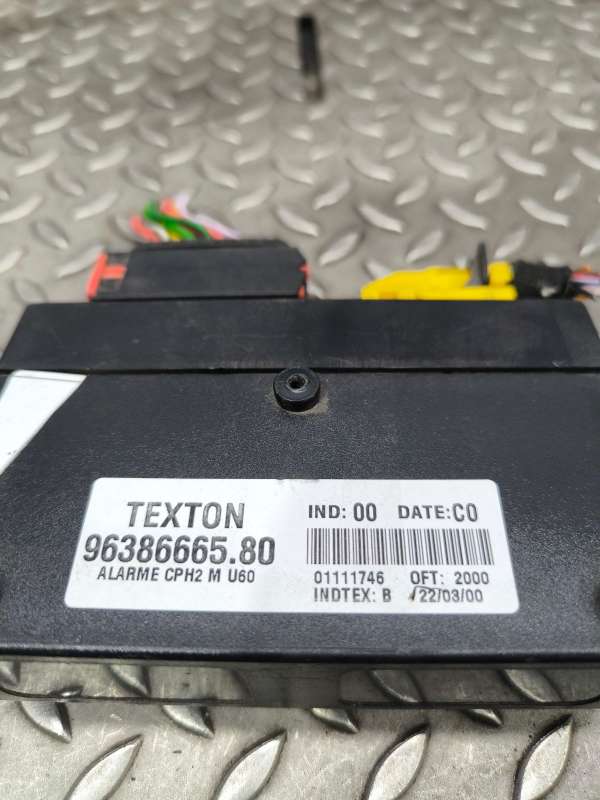 TEXTON
96386665.80
ALARME CPH2 M U60
IND: 00 DATE: C0
01111746 OFT: 2000
INDTEX: B 22/03/00